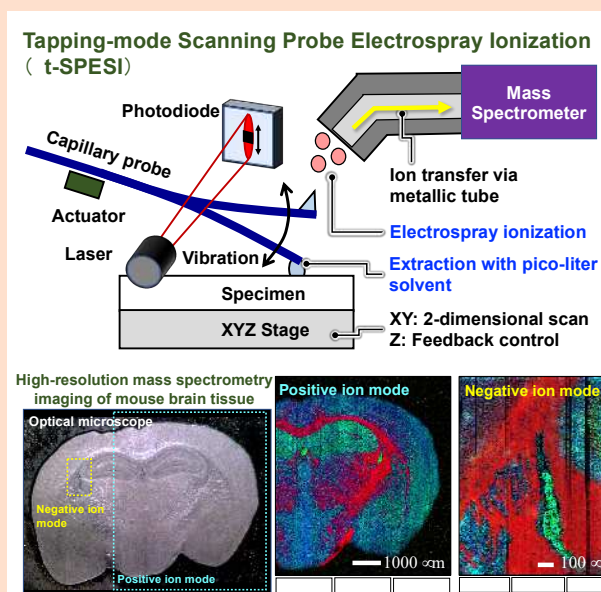 Tapping-mode Scanning Probe Electrospray Ionization
( t-SPESI)
Photodiode
Mass
Spectrometer
Capillary probe
Actuator
Ion transfer via
metallic tube
Electrospray ionization
Laser
Vibration
Extraction with pico-liter
solvent
Specimen
XYZ Stage
XY: 2-dimensional scan
Z: Feedback control
High-resolution mass spectrometry
imaging of mouse brain tissue
Optical microscope
Negative ion
mode
Positive ion mode
Positive ion mode
1000 ∝m
Negative ion mode
100 ∝m